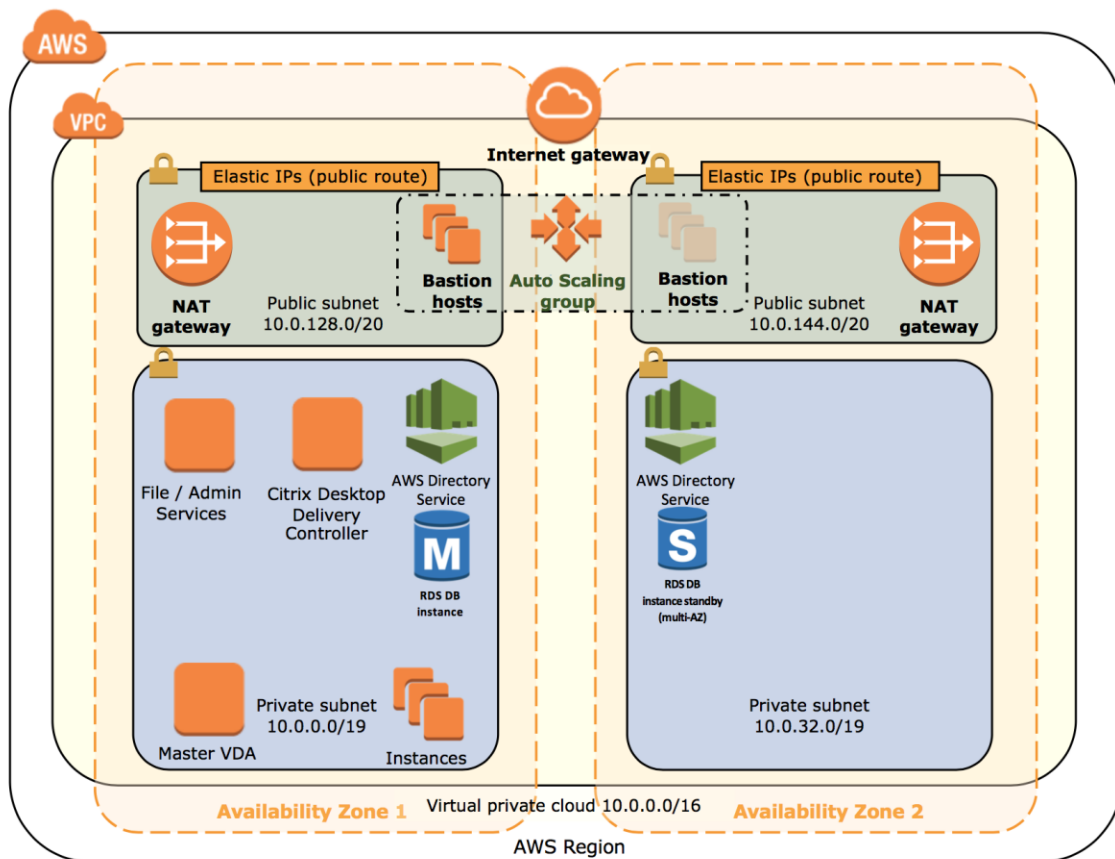 AWS
VPC
Internet gateway
Elastic IPs (public route)
Elastic IPs (public route)
NAT
gateway
Public subnet
10.0.128.0/20
Bastion
hosts
Auto Scaling
group
Bastion
hosts
Public subnet
10.0.144.0/20
NAT
gateway
File / Admin
Services
Citrix Desktop
Delivery
Controller
AWS Directory
Service
M
RDS DB
instance
Master VDA
Private subnet
10.0.0.0/19
Instances
AWS Directory
Service
S
RDS DB
instance standby
(multi-AZ)
Private subnet
10.0.32.0/19
Availability Zone 1
Virtual private cloud 10.0.0.0/16
Availability Zone 2
AWS Region